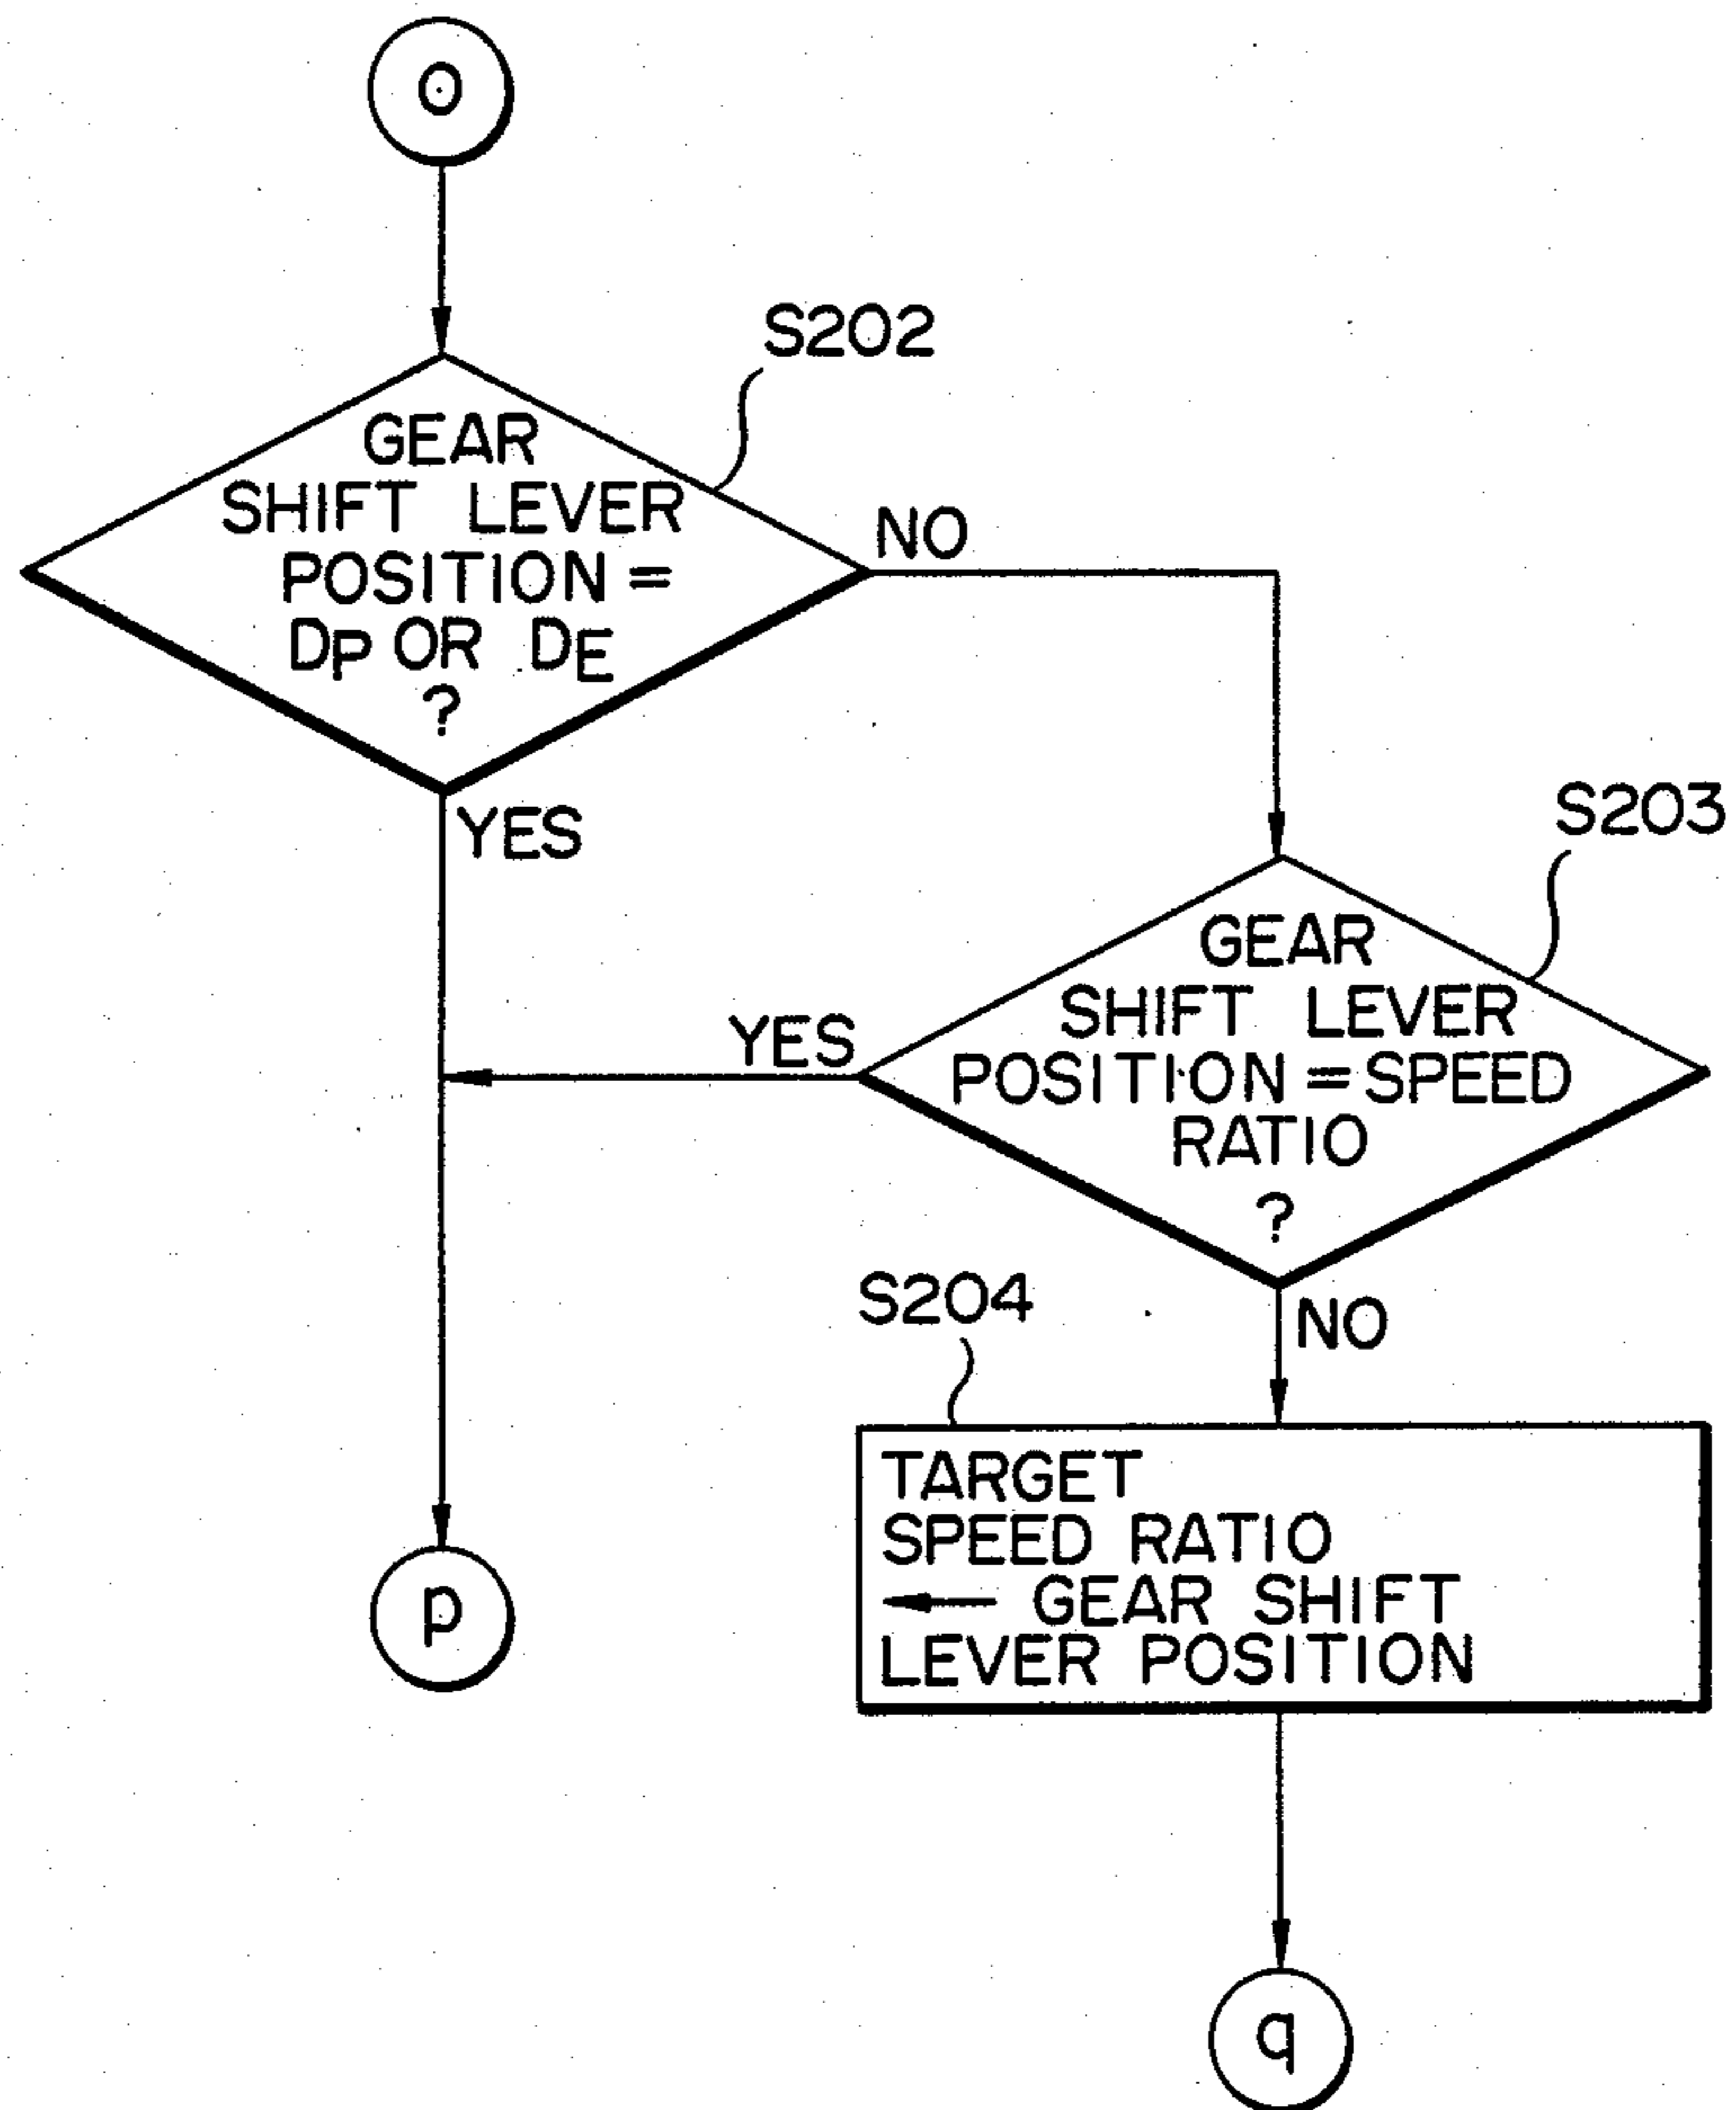 o
S202
GEAR
SHIFT LEVER
POSITION =
DP OR DE
?
NO
YES
S203
GEAR
SHIFT LEVER
POSITION = SPEED
RATIO
?
YES
NO
S204
TARGET
SPEED RATIO
← GEAR SHIFT
LEVER POSITION
p
q